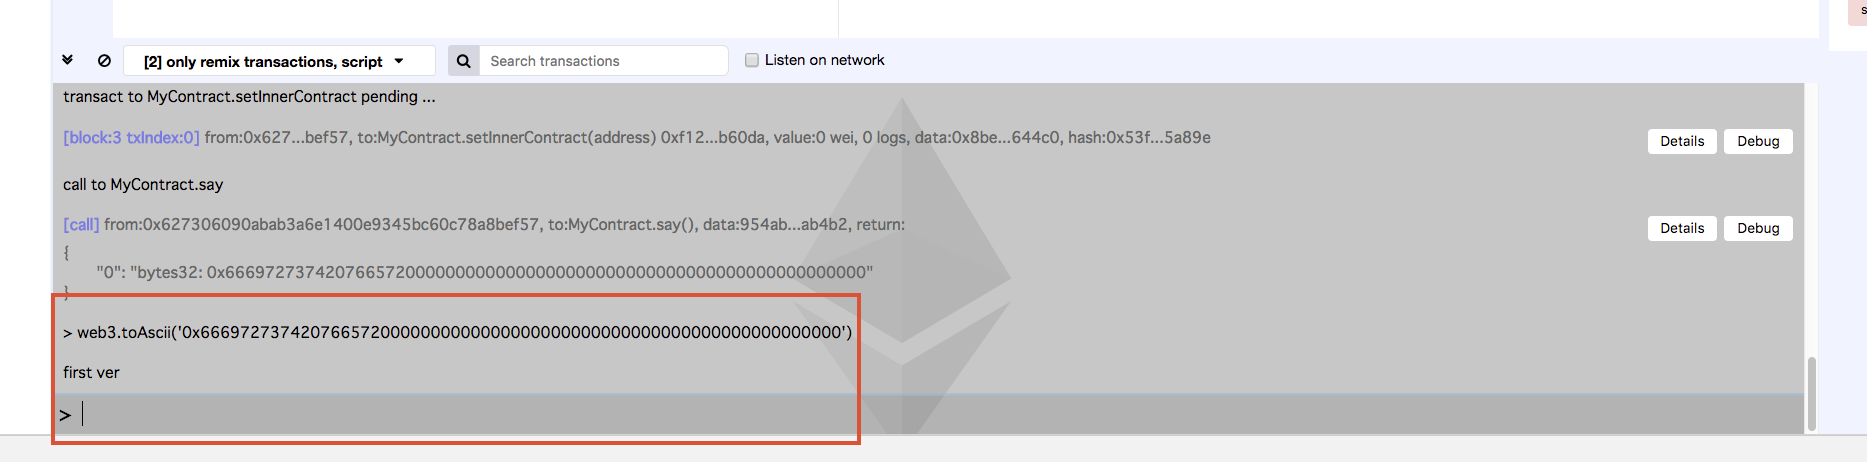 [2] only remix transactions, script
Search transactions
Listen on network
transact to MyContract.setInnerContract pending ...
[block:3 txIndex:0] from:0x627...bef57, to:MyContract.setInnerContract(address) 0xf12...b60da, value:0 wei, 0 logs, data:0x8be...644c0, hash:0x53f...5a89e
Details
Debug
call to MyContract.say
[call] from:0x627306090abab3a6e1400e9345bc60c78a8bef57, to:MyContract.say(), data:954ab...ab4b2, return:
Details
Debug
{
"0": "bytes32: 0x6669727374207665720000000000000000000000000000000000000000000000"
}
> web3.toAscii('0x6669727374207665720000000000000000000000000000000000000000000000')
first ver
>